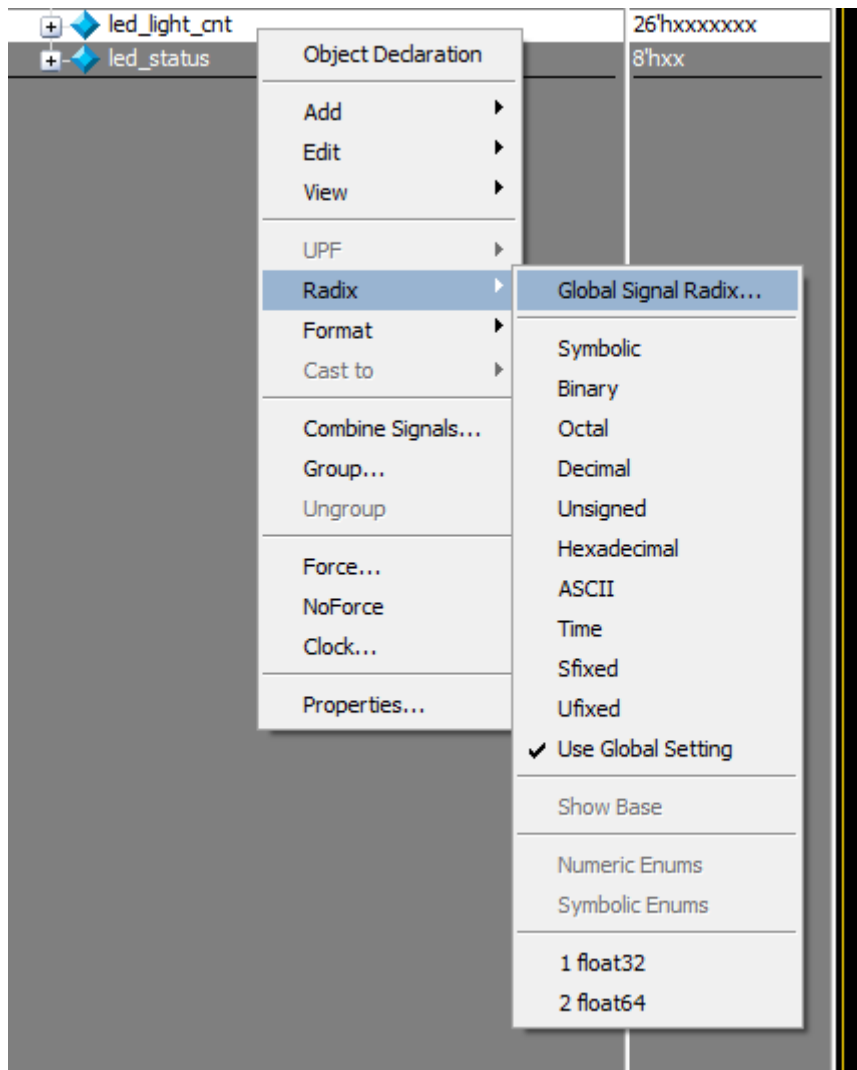 led_light_cnt 26'hxxxxxxx
led_status 8'hxx
Object Declaration
Add
Edit
View
UPF
Radix
Format
Cast to
Combine Signals...
Group...
Ungroup
Force...
NoForce
Clock...
Properties...
Global Signal Radix...
Symbolic
Binary
Octal
Decimal
Unsigned
Hexadecimal
ASCII
Time
Sfixed
Ufixed
Use Global Setting
Show Base
Numeric Enums
Symbolic Enums
1 float32
2 float64